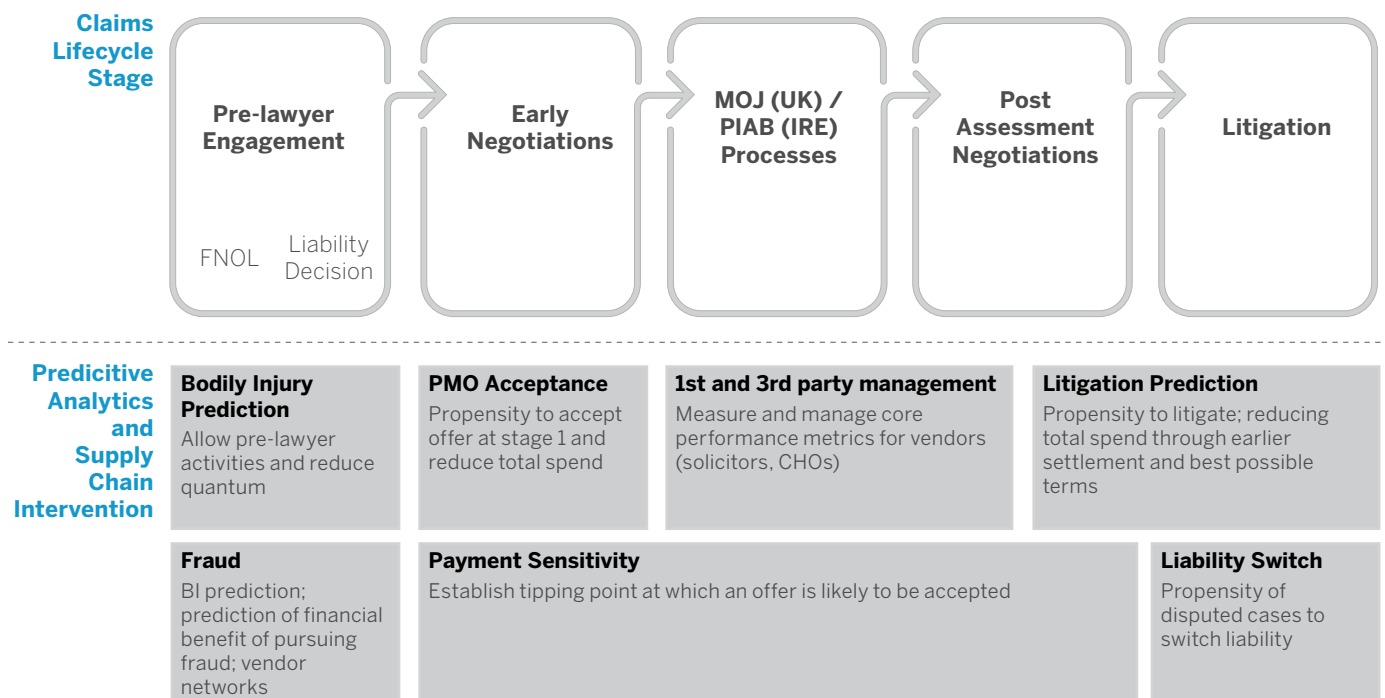 Claims
Lifecycle
Stage
Pre-lawyer
Engagement
FNOL
Liability
Decision
Early
Negotiations
MOJ (UK) /
PIAB (IRE)
Processes
Post
Assessment
Negotiations
Litigation
Predicitive
Analytics
and
Supply
Chain
Intervention
Bodily Injury
Prediction
Allow pre-lawyer
activities and reduce
quantum
PMO Acceptance
Propensity to accept
offer at stage 1 and
reduce total spend
1st and 3rd party management
Measure and manage core
performance metrics for vendors
(solicitors, CHOs)
Litigation Prediction
Propensity to litigate; reducing
total spend through earlier
settlement and best possible
terms
Fraud
BI prediction;
prediction of financial
benefit of pursuing
fraud; vendor
networks
Payment Sensitivity
Establish tipping point at which an offer is likely to be accepted
Liability Switch
Propensity of
disputed cases to
switch liability